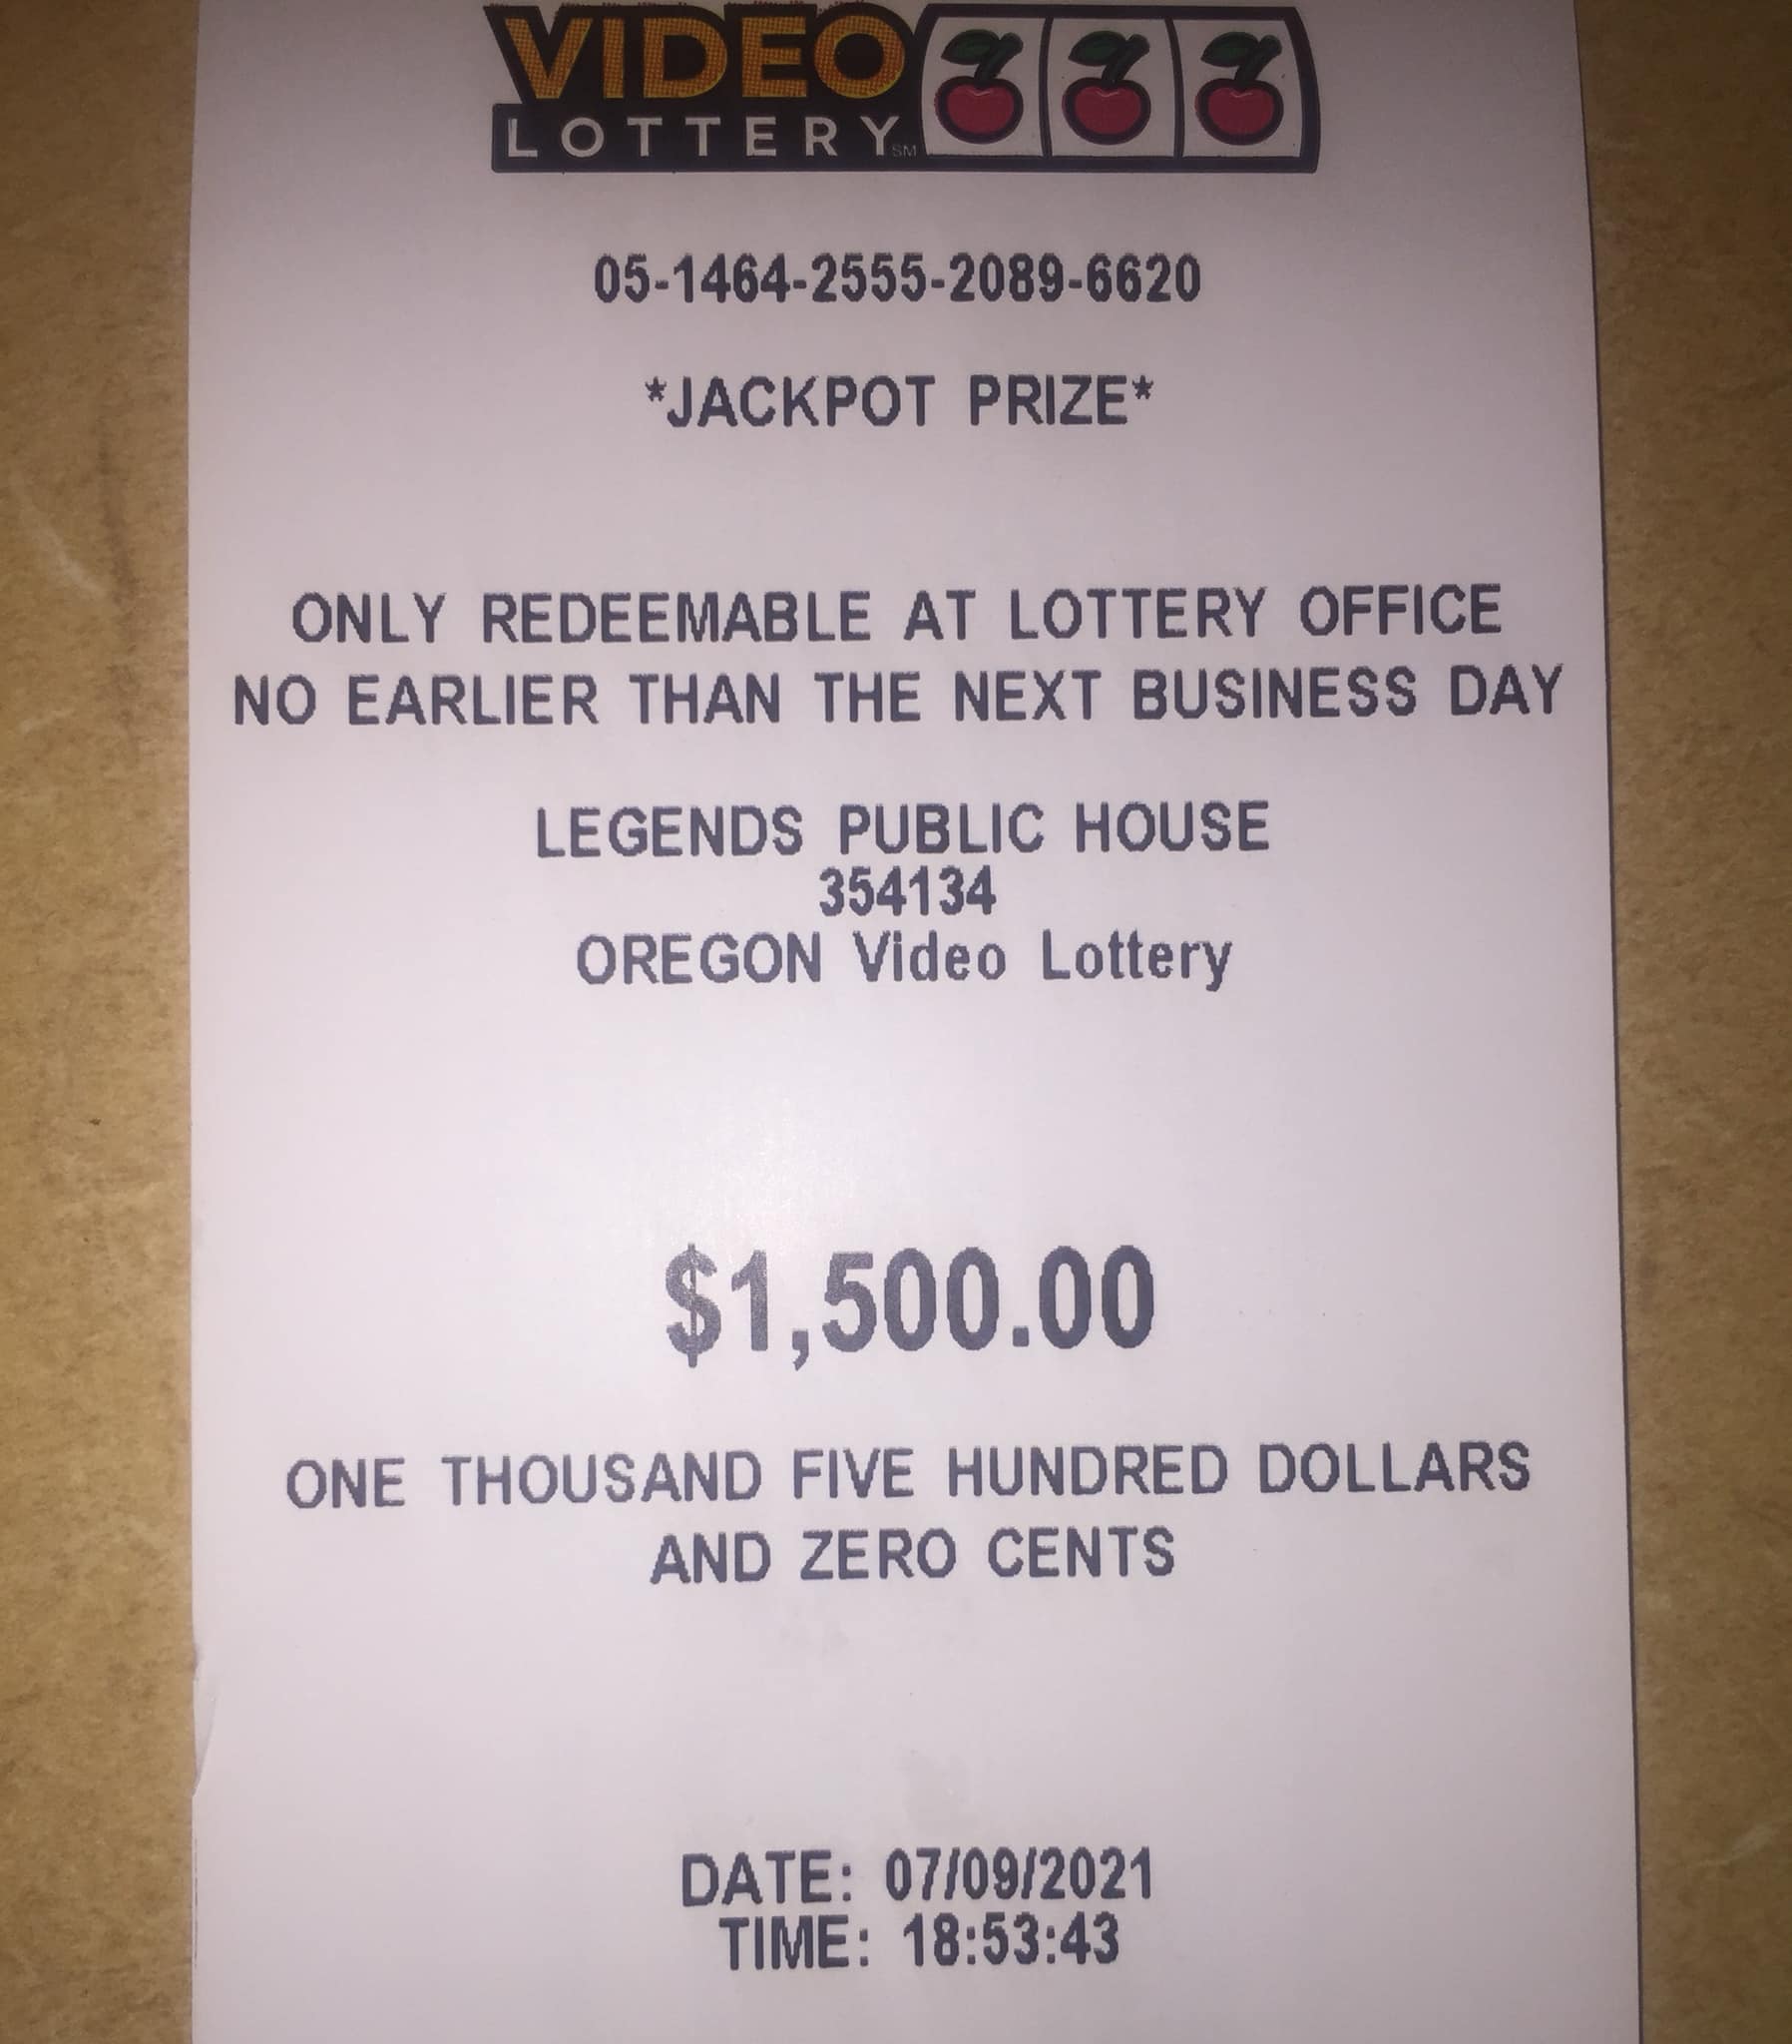 VIDEO
LOTTERY SM
05-1464-2555-2089-6620
*JACKPOT PRIZE*
ONLY REDEEMABLE AT LOTTERY OFFICE
NO EARLIER THAN THE NEXT BUSINESS DAY
LEGENDS PUBLIC HOUSE
354134
OREGON Video Lottery
$1,500.00
ONE THOUSAND FIVE HUNDRED DOLLARS
AND ZERO CENTS
DATE: 07/09/2021
TIME: 18:53:43